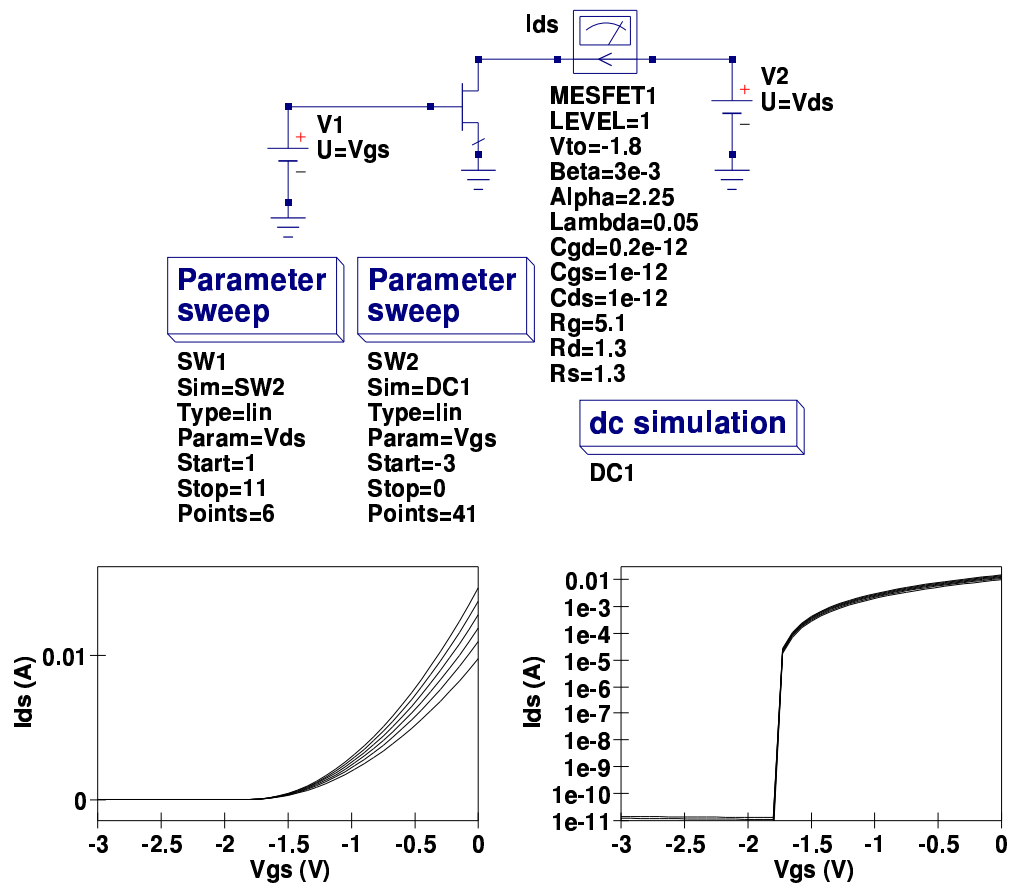 Ids
V1
U=Vgs
+
−
V2
U=Vds
+
−
MESFET1
LEVEL=1
Vto=-1.8
Beta=3e-3
Alpha=2.25
Lambda=0.05
Cgd=0.2e-12
Cgs=1e-12
Cds=1e-12
Rg=5.1
Rd=1.3
Rs=1.3
Parameter
sweep
SW1
Sim=SW2
Type=lin
Param=Vds
Start=1
Stop=11
Points=6
Parameter
sweep
SW2
Sim=DC1
Type=lin
Param=Vgs
Start=-3
Stop=0
Points=41
dc simulation
DC1
Ids (A)
0.01
0
-3 -2.5 -2 -1.5 -1 -0.5 0
Vgs (V)
Ids (A)
0.01
1e-3
1e-4
1e-5
1e-6
1e-7
1e-8
1e-9
1e-10
1e-11
-3 -2.5 -2 -1.5 -1 -0.5 0
Vgs (V)